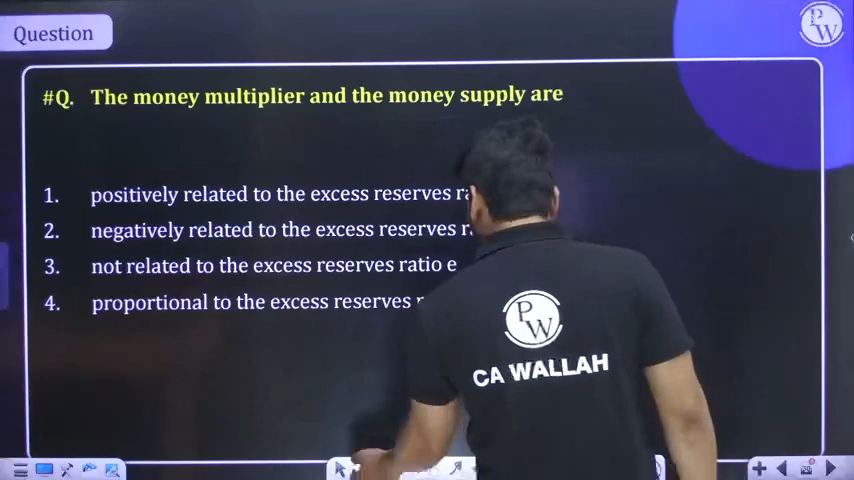 Question
PW
#Q. The money multiplier and the money supply are
1. positively related to the excess reserves
2. negatively related to the excess reserves
3. not related to the excess reserves ratio e
4. proportional to the excess reserves
PW
CA WALLAH